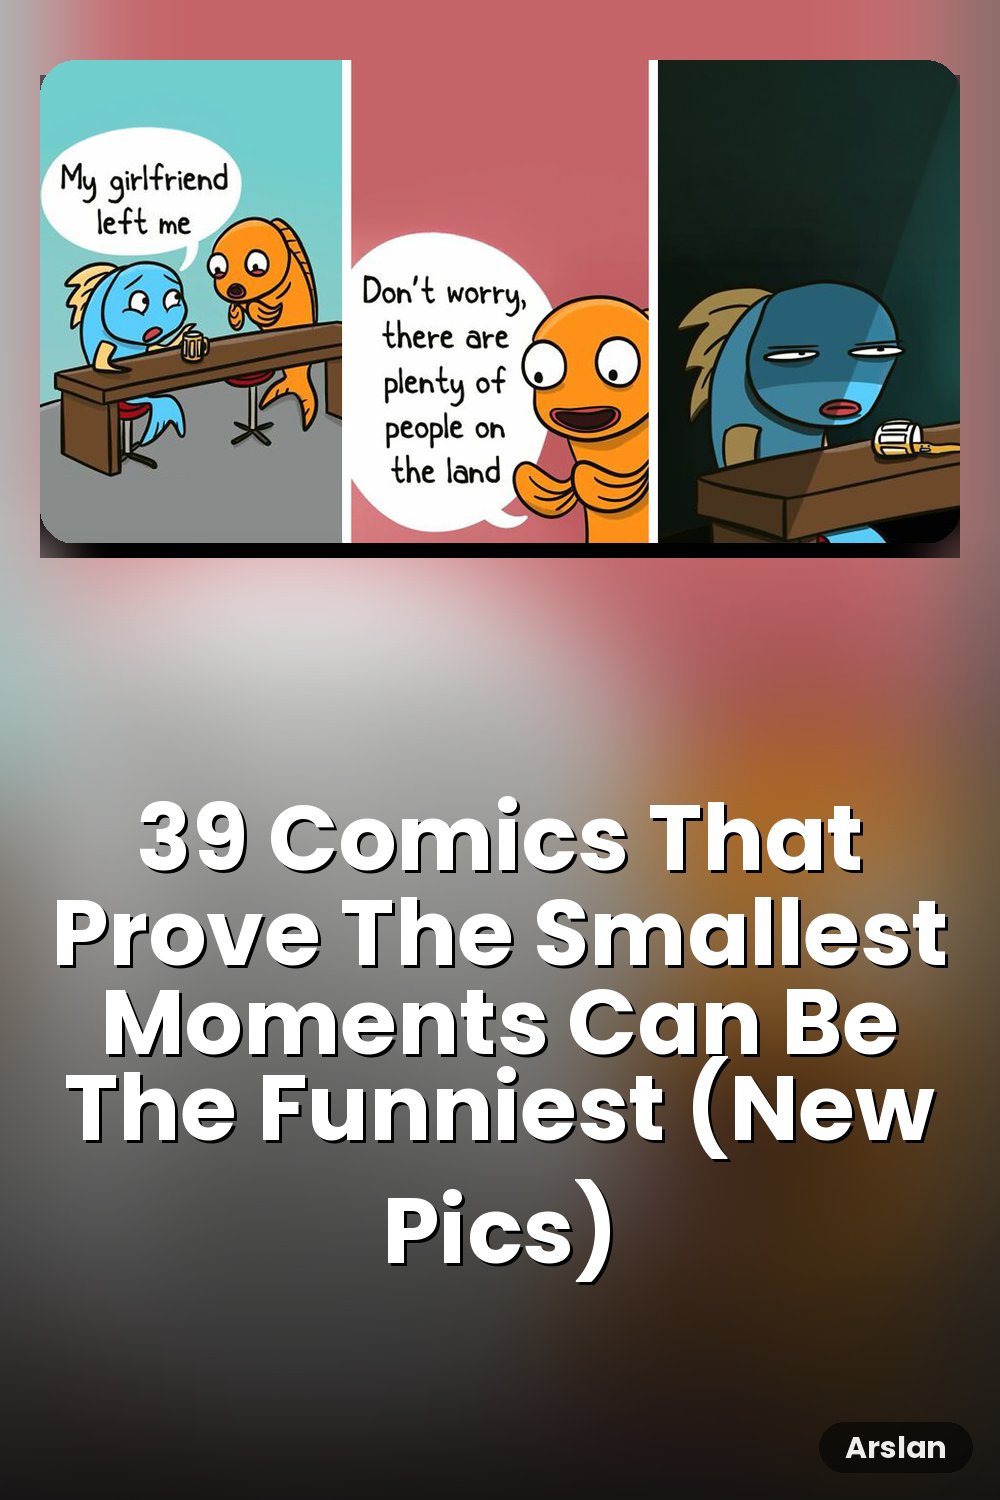 My girlfriend
left me
Don't worry,
there are
plenty of
people on
the land
39 Comics That
Prove The Smallest
Moments Can Be
The Funniest (New
Pics)
Arslan